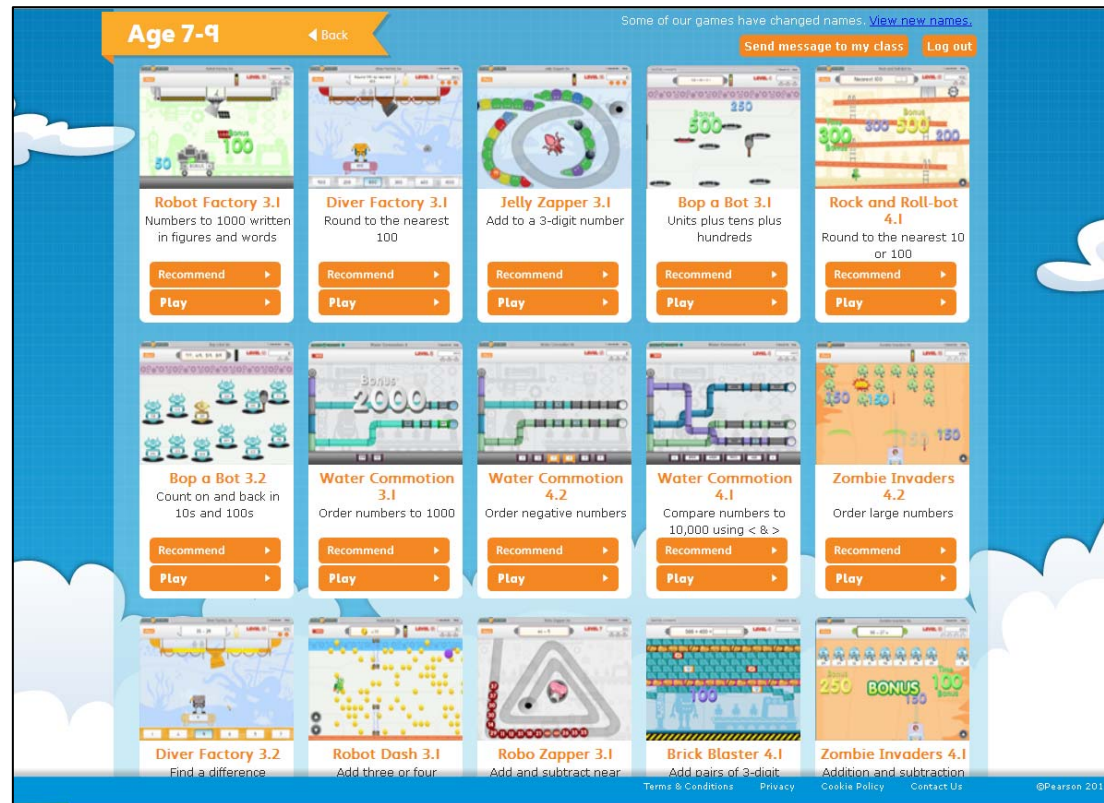 Some of our games have changed names. View new names.
Age 7-9
Back
Send message to my class
Log out
Robot Factory 3.1
Numbers to 1000 written
in figures and words
Recommend
Play
Diver Factory 3.1
Round to the nearest
100
Recommend
Play
Jelly Zapper 3.1
Add to a 3-digit number
Recommend
Play
Bop a Bot 3.1
Units plus tens plus
hundreds
Recommend
Play
Rock and Roll-bot
4.1
Round to the nearest 10
or 100
Recommend
Play
Bop a Bot 3.2
Count on and back in
10s and 100s
Recommend
Play
Water Commotion
3.1
Order numbers to 1000
Recommend
Play
Water Commotion
4.2
Order negative numbers
Recommend
Play
Water Commotion
4.1
Compare numbers to
10,000 using < & >
Recommend
Play
Zombie Invaders
4.2
Order large numbers
Recommend
Play
Diver Factory 3.2
Find a difference
Robot Dash 3.1
Add three or four
Robo Zapper 3.1
Add and subtract near
Brick Blaster 4.1
Add pairs of 3-digit
Zombie Invaders 4.1
Addition and subtraction
Terms & Conditions
Privacy
Cookie Policy
Contact Us
©Pearson 201